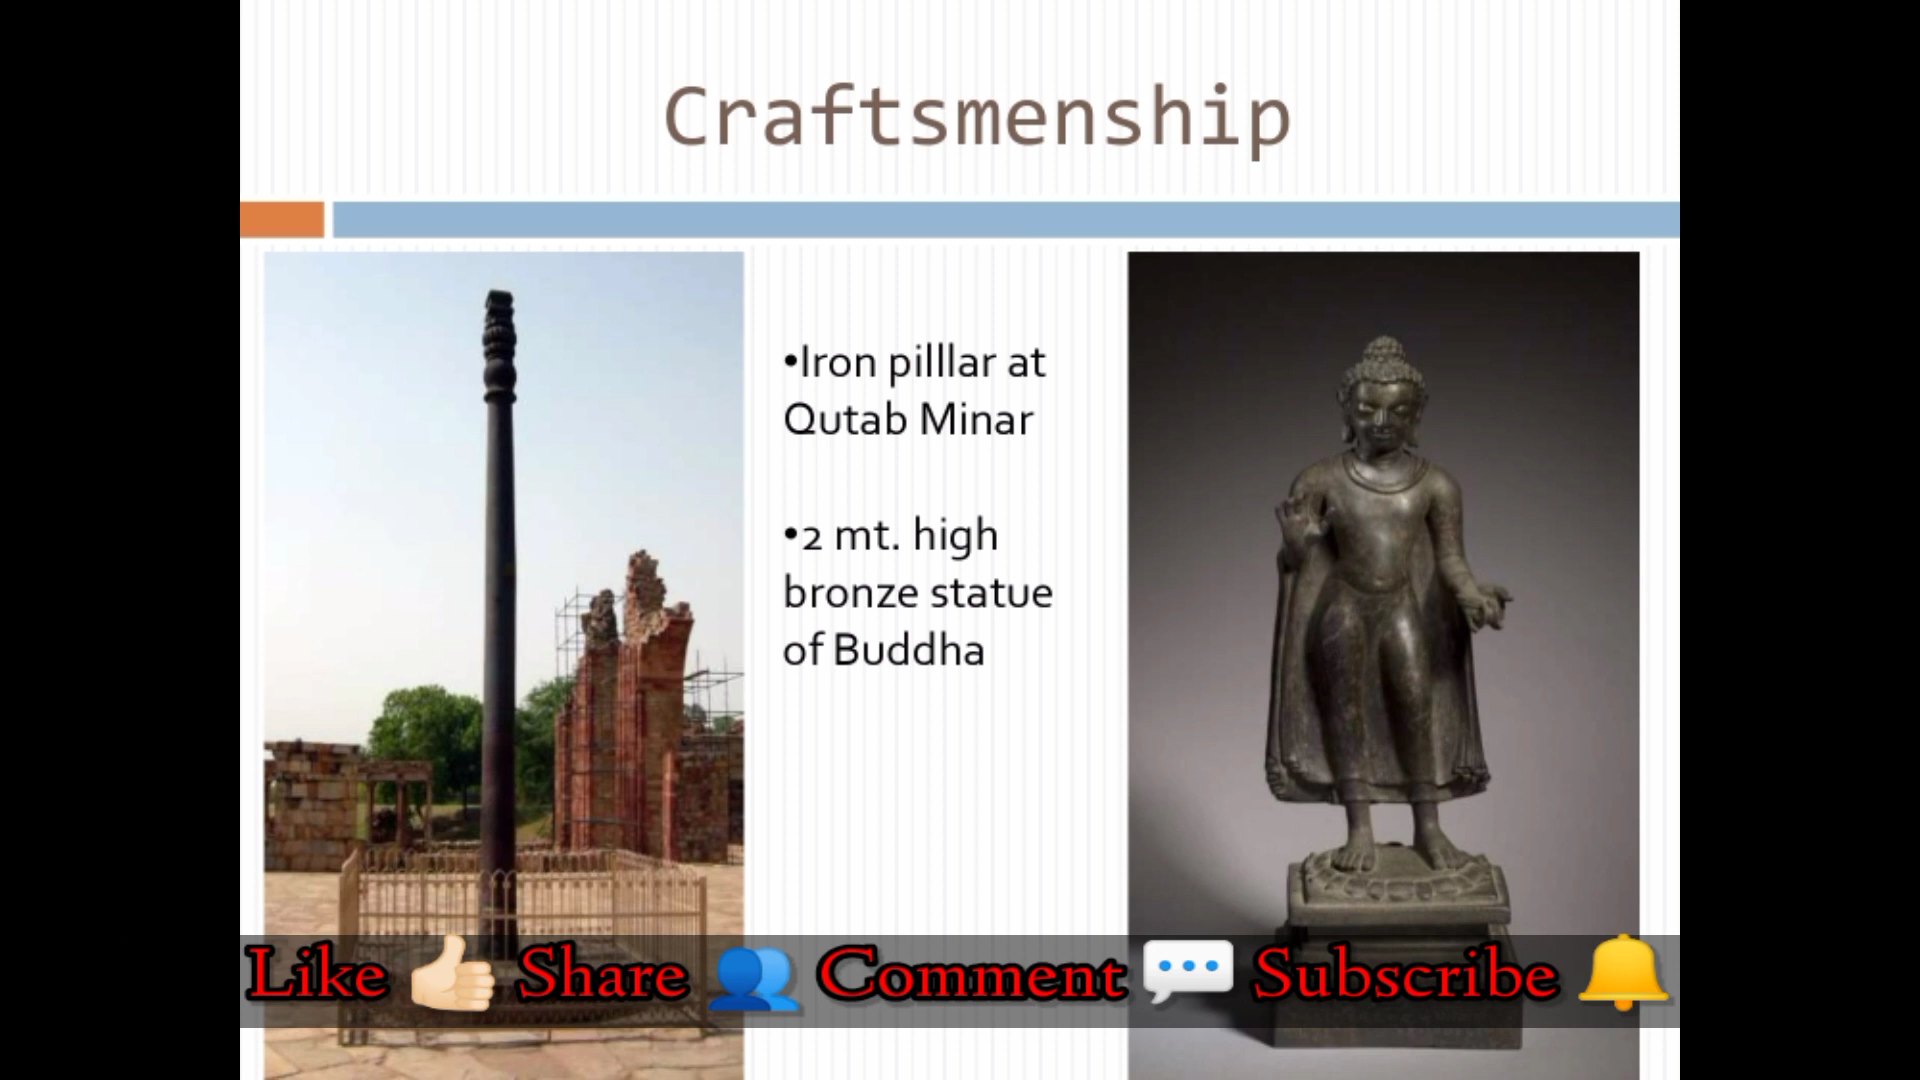 Craftsmenship
•Iron pilllar at
Qutab Minar
•2 mt. high
bronze statue
of Buddha
Like 👍🏻 Share 👥 Comment 💬 Subscribe 🔔